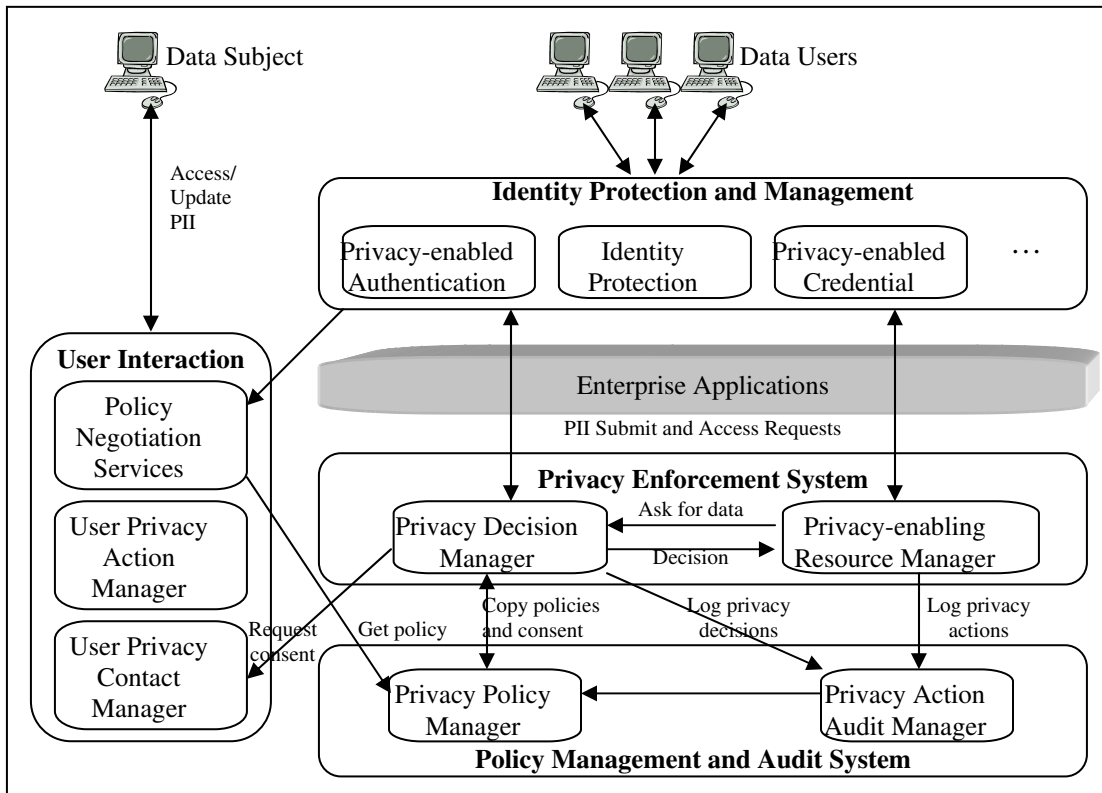 Data Subject
Data Users
Access/
Update
PII
Identity Protection and Management
Privacy-enabled
Authentication
Identity
Protection
Privacy-enabled
Credential
...
User Interaction
Policy
Negotiation
Services
User Privacy
Action
Manager
User Privacy
Contact
Manager
Enterprise Applications
PII Submit and Access Requests
Privacy Enforcement System
Privacy Decision
Manager
Ask for data
Decision
Privacy-enabling
Resource Manager
Request
consent
Get policy
Copy policies
and consent
Log privacy
decisions
Log privacy
actions
Privacy Policy
Manager
Privacy Action
Audit Manager
Policy Management and Audit System